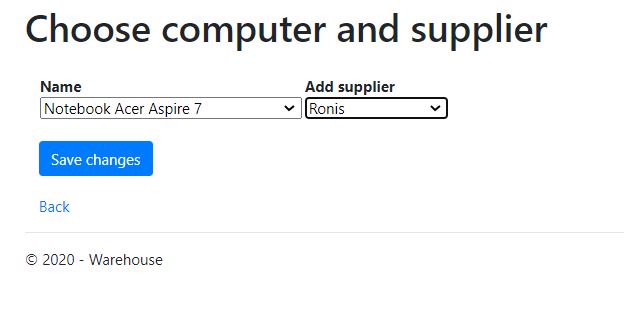 Choose computer and supplier
Name Add supplier
Notebook Acer Aspire 7 Ronis
Save changes
Back
© 2020 - Warehouse